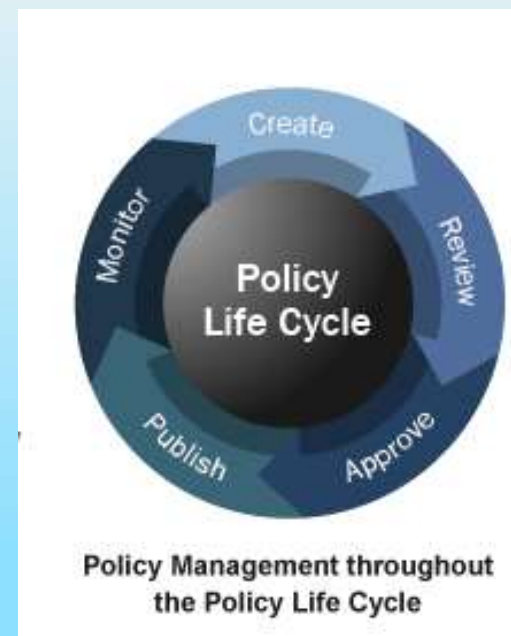 Create
Review
Approve
Publish
Monitor
Policy
Life Cycle
Policy Management throughout
the Policy Life Cycle